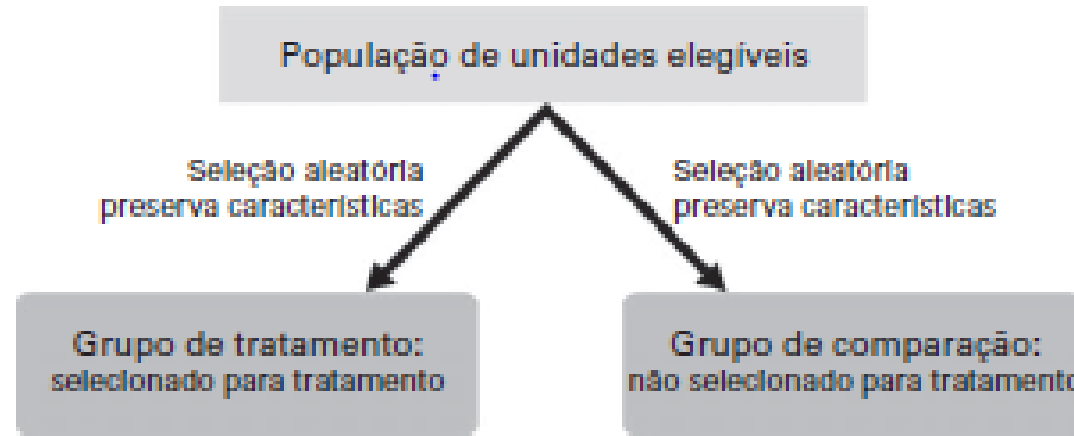 População de unidades elegíveis
Seleção aleatória
preserva características
Seleção aleatória
preserva características
Grupo de tratamento:
selecionado para tratamento
Grupo de comparação:
não selecionado para tratamento